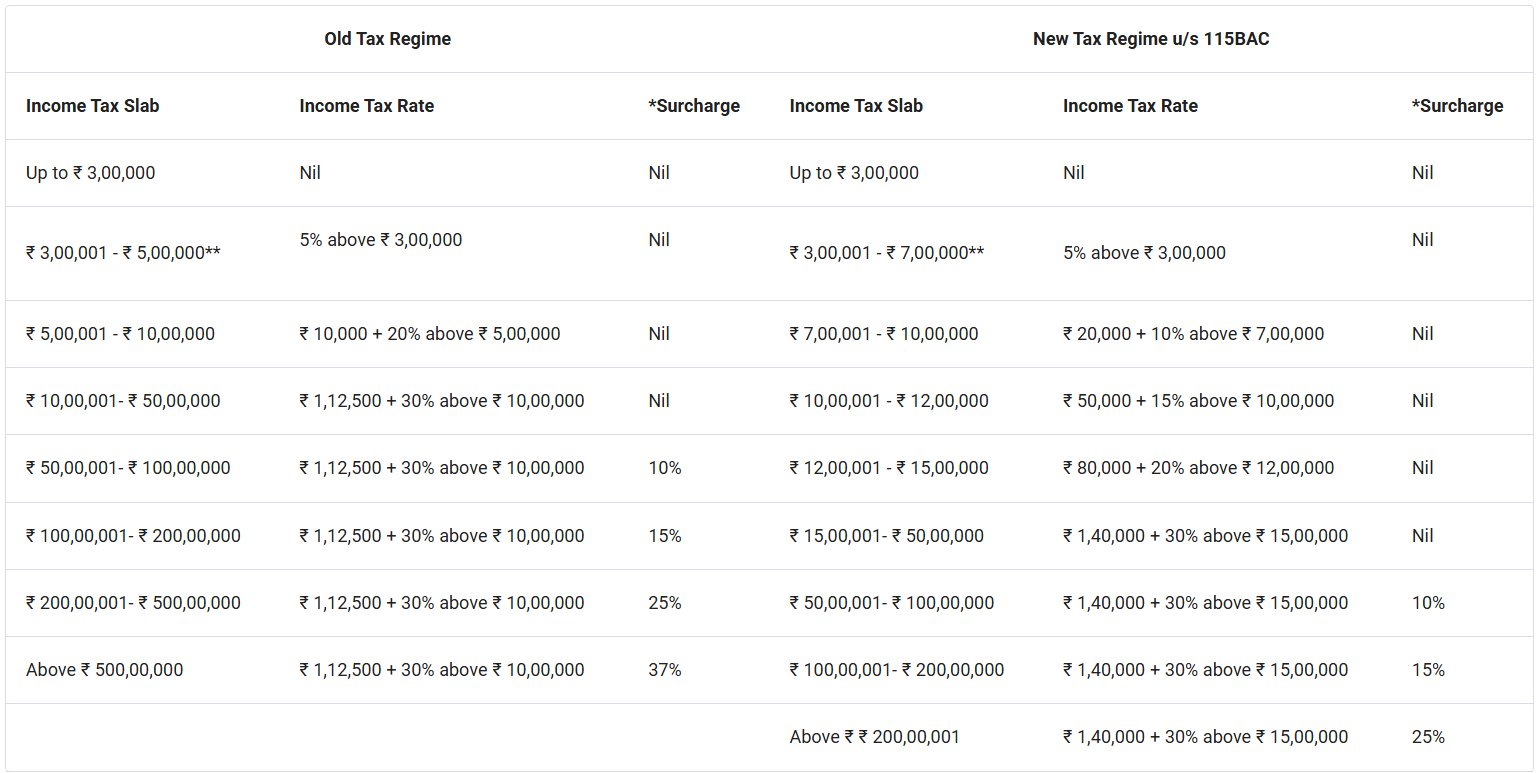 Old Tax Regime New Tax Regime u/s 115BAC
Income Tax Slab Income Tax Rate *Surcharge Income Tax Slab Income Tax Rate *Surcharge
Up to ₹ 3,00,000 Nil Nil Up to ₹ 3,00,000 Nil Nil
₹ 3,00,001 - ₹ 5,00,000** 5% above ₹ 3,00,000 Nil ₹ 3,00,001 - ₹ 7,00,000** 5% above ₹ 3,00,000 Nil
₹ 5,00,001 - ₹ 10,00,000 ₹ 10,000 + 20% above ₹ 5,00,000 Nil ₹ 7,00,001 - ₹ 10,00,000 ₹ 20,000 + 10% above ₹ 7,00,000 Nil
₹ 10,00,001- ₹ 50,00,000 ₹ 1,12,500 + 30% above ₹ 10,00,000 Nil ₹ 10,00,001 - ₹ 12,00,000 ₹ 50,000 + 15% above ₹ 10,00,000 Nil
₹ 50,00,001- ₹ 100,00,000 ₹ 1,12,500 + 30% above ₹ 10,00,000 10% ₹ 12,00,001 - ₹ 15,00,000 ₹ 80,000 + 20% above ₹ 12,00,000 Nil
₹ 100,00,001- ₹ 200,00,000 ₹ 1,12,500 + 30% above ₹ 10,00,000 15% ₹ 15,00,001- ₹ 50,00,000 ₹ 1,40,000 + 30% above ₹ 15,00,000 Nil
₹ 200,00,001- ₹ 500,00,000 ₹ 1,12,500 + 30% above ₹ 10,00,000 25% ₹ 50,00,001- ₹ 100,00,000 ₹ 1,40,000 + 30% above ₹ 15,00,000 10%
Above ₹ 500,00,000 ₹ 1,12,500 + 30% above ₹ 10,00,000 37% ₹ 100,00,001- ₹ 200,00,000 ₹ 1,40,000 + 30% above ₹ 15,00,000 15%
Above ₹ ₹ 200,00,001 ₹ 1,40,000 + 30% above ₹ 15,00,000 25%